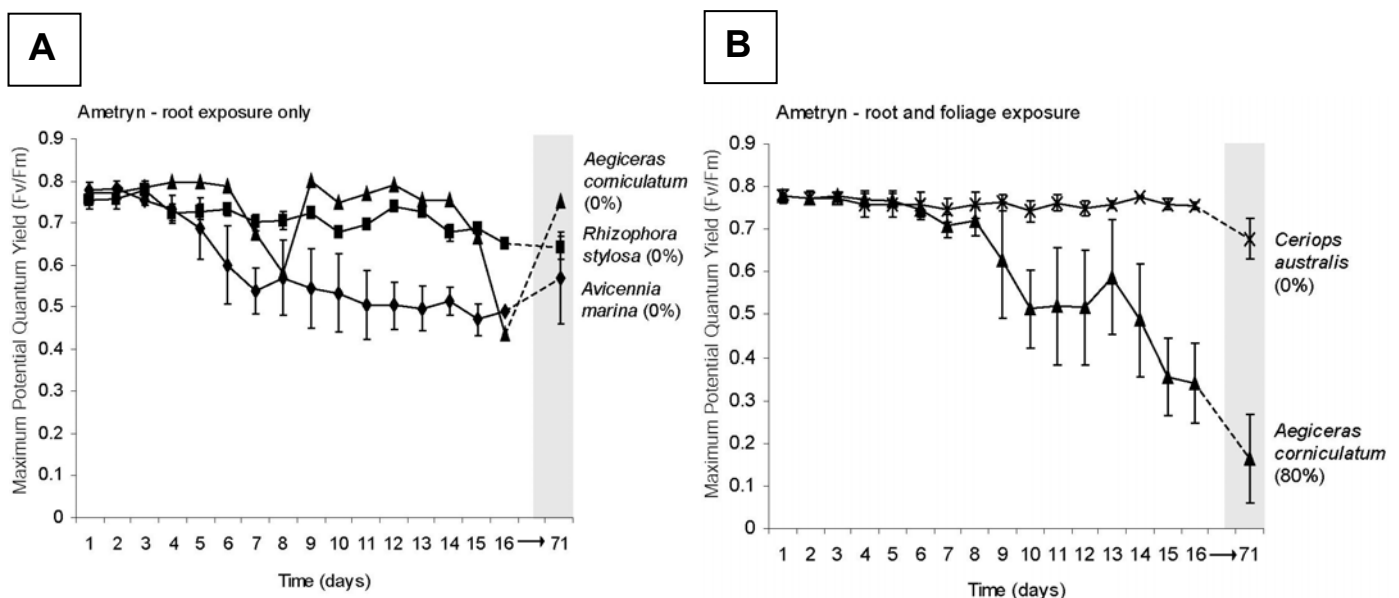 A
Ametryn - root exposure only
Maximum Potential Quantum Yield (Fv/Fm)
0.9
0.8
0.7
0.6
0.5
0.4
0.3
0.2
0.1
0
1 2 3 4 5 6 7 8 9 10 11 12 13 14 15 16 → 71
Time (days)
Aegiceras
corniculatum
(0%)
Rhizophora
stylosa (0%)
Avicennia
marina (0%)
B
Ametryn - root and foliage exposure
Maximum Potential Quantum Yield (Fv/Fm)
0.9
0.8
0.7
0.6
0.5
0.4
0.3
0.2
0.1
0
1 2 3 4 5 6 7 8 9 10 11 12 13 14 15 16 → 71
Time (days)
Ceriops
australis
(0%)
Aegiceras
corniculatum
(80%)